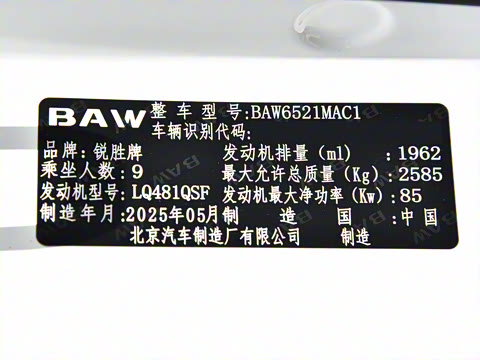 BAW 整车型号:BAW6521MAC1
车辆识别代码:
品牌:锐胜牌 发动机排量(ml) :1962
乘坐人数:9 最大允许总质量(Kg) :2585
发动机型号:LQ481QSF 发动机最大净功率(Kw):85
制造年月:2025年05月 制造国:中国
北京汽车制造厂有限公司 制造